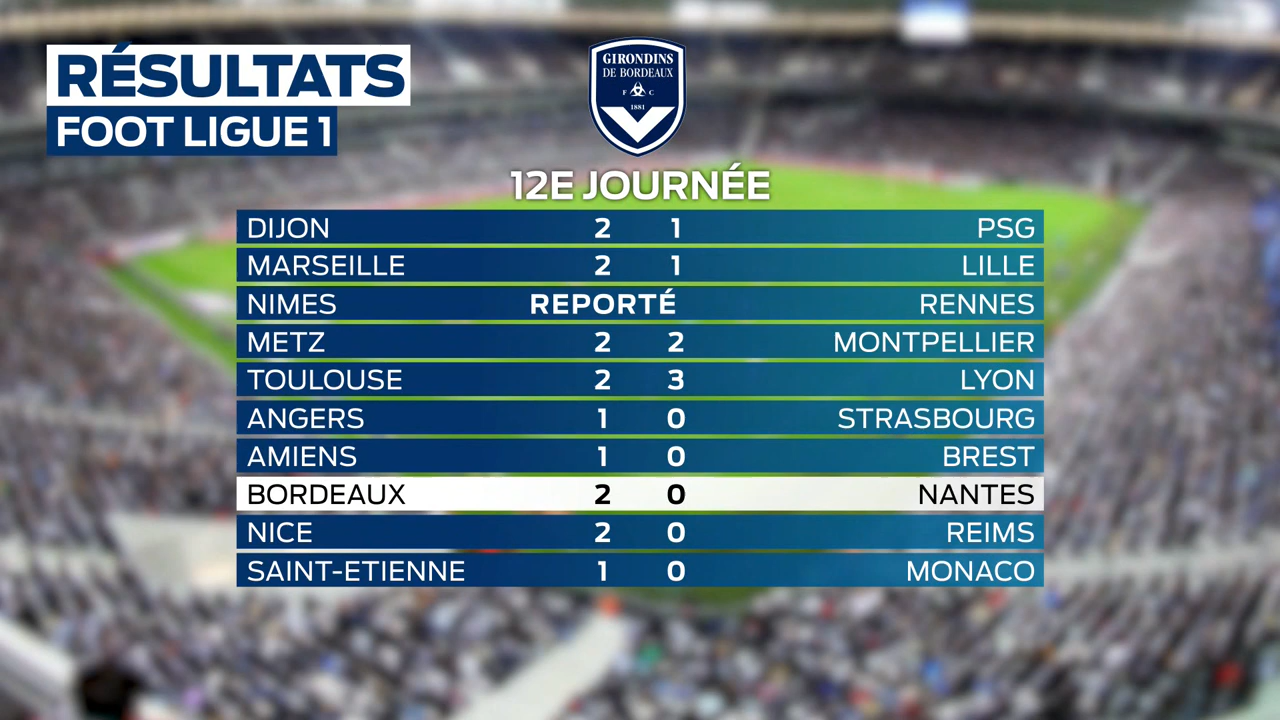 RÉSULTATS
FOOT LIGUE 1
GIRONDINS
DE BORDEAUX
F C
1881
12E JOURNÉE
DIJON 2 1 PSG
MARSEILLE 2 1 LILLE
NIMES REPORTÉ RENNES
METZ 2 2 MONTPELLIER
TOULOUSE 2 3 LYON
ANGERS 1 0 STRASBOURG
AMIENS 1 0 BREST
BORDEAUX 2 0 NANTES
NICE 2 0 REIMS
SAINT-ETIENNE 1 0 MONACO